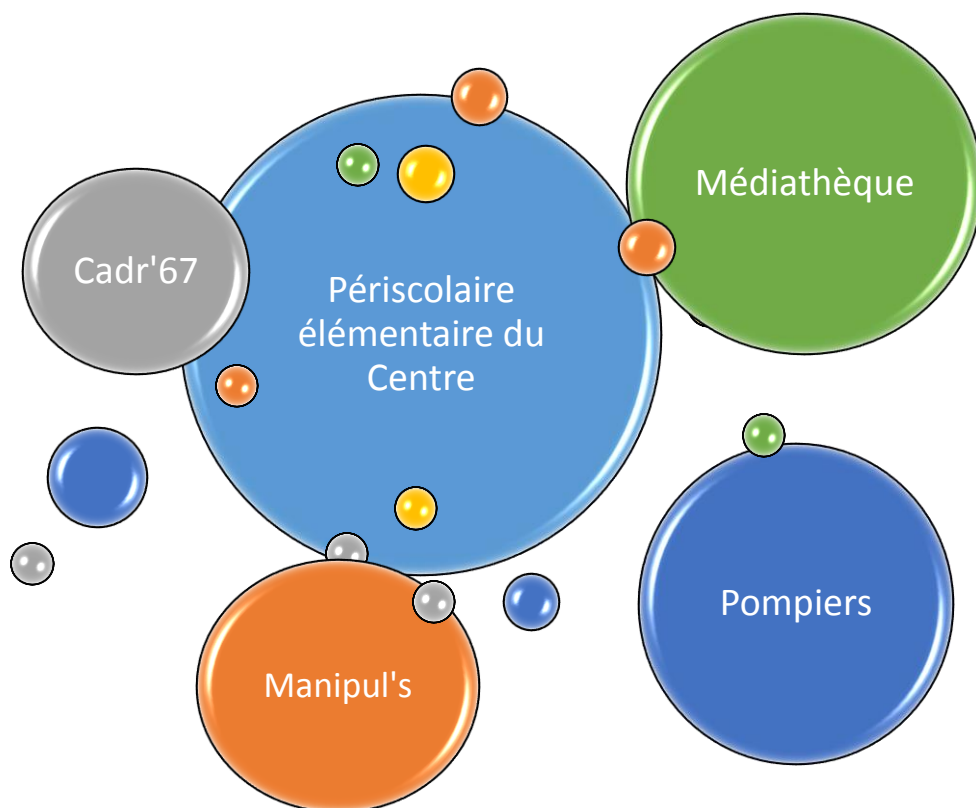 Médiathèque
Cadr'67
Périscolaire
élémentaire du
Centre
Pompiers
Manipul's